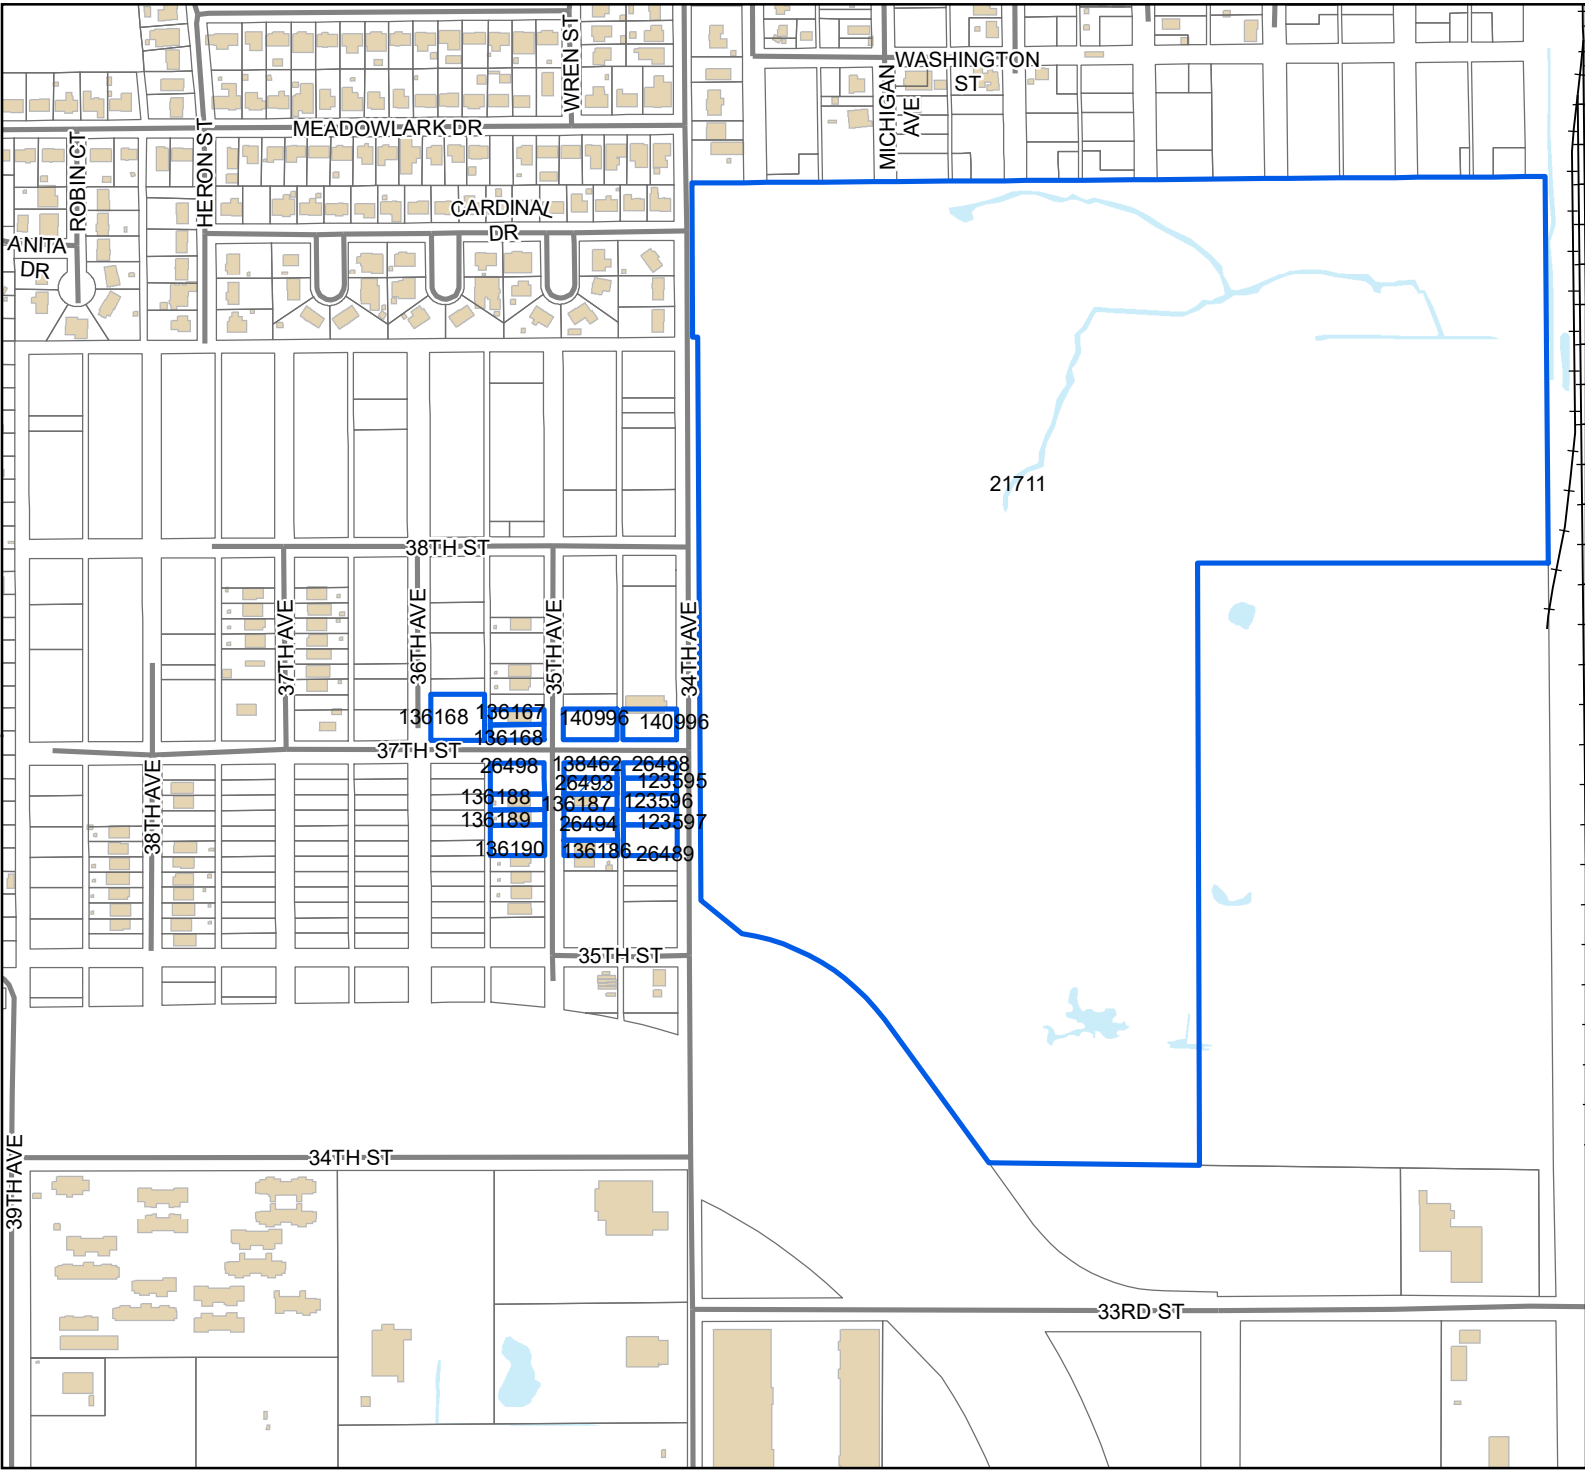 WREN ST
WASHINGTON
ST
MICHIGAN
AVE
MEADOWLARK DR
ROBIN CT
HERON ST
CARDINAL
DR
ANITA
DR
21711
38TH ST
37TH AVE
36TH AVE
35TH AVE
34TH AVE
136168
136167
140996
140996
136168
37TH ST
26498
138462
26488
26493
123595
136188
136187
123596
136189
26494
123597
136190
136186
26489
38TH AVE
35TH ST
34TH ST
39TH AVE
33RD ST